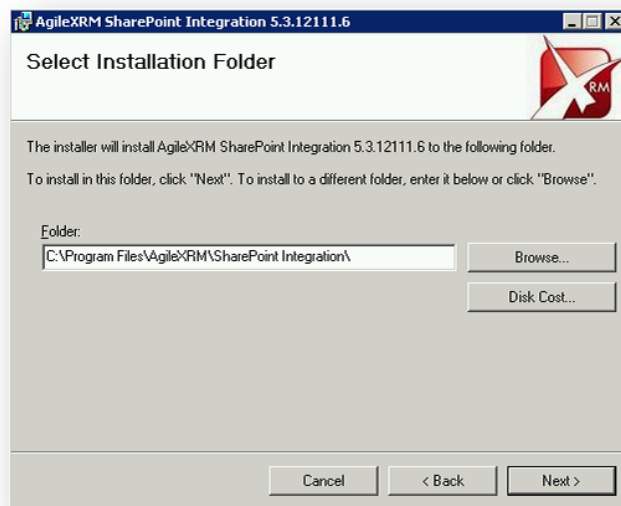 AgileXRM SharePoint Integration 5.3.12111.6
Select Installation Folder
RM
The installer will install AgileXRM SharePoint Integration 5.3.12111.6 to the following folder.
To install in this folder, click "Next". To install to a different folder, enter it below or click "Browse".
Folder:
C:\Program Files\AgileXRM\SharePoint Integration\
Browse...
Disk Cost...
Cancel
< Back
Next >